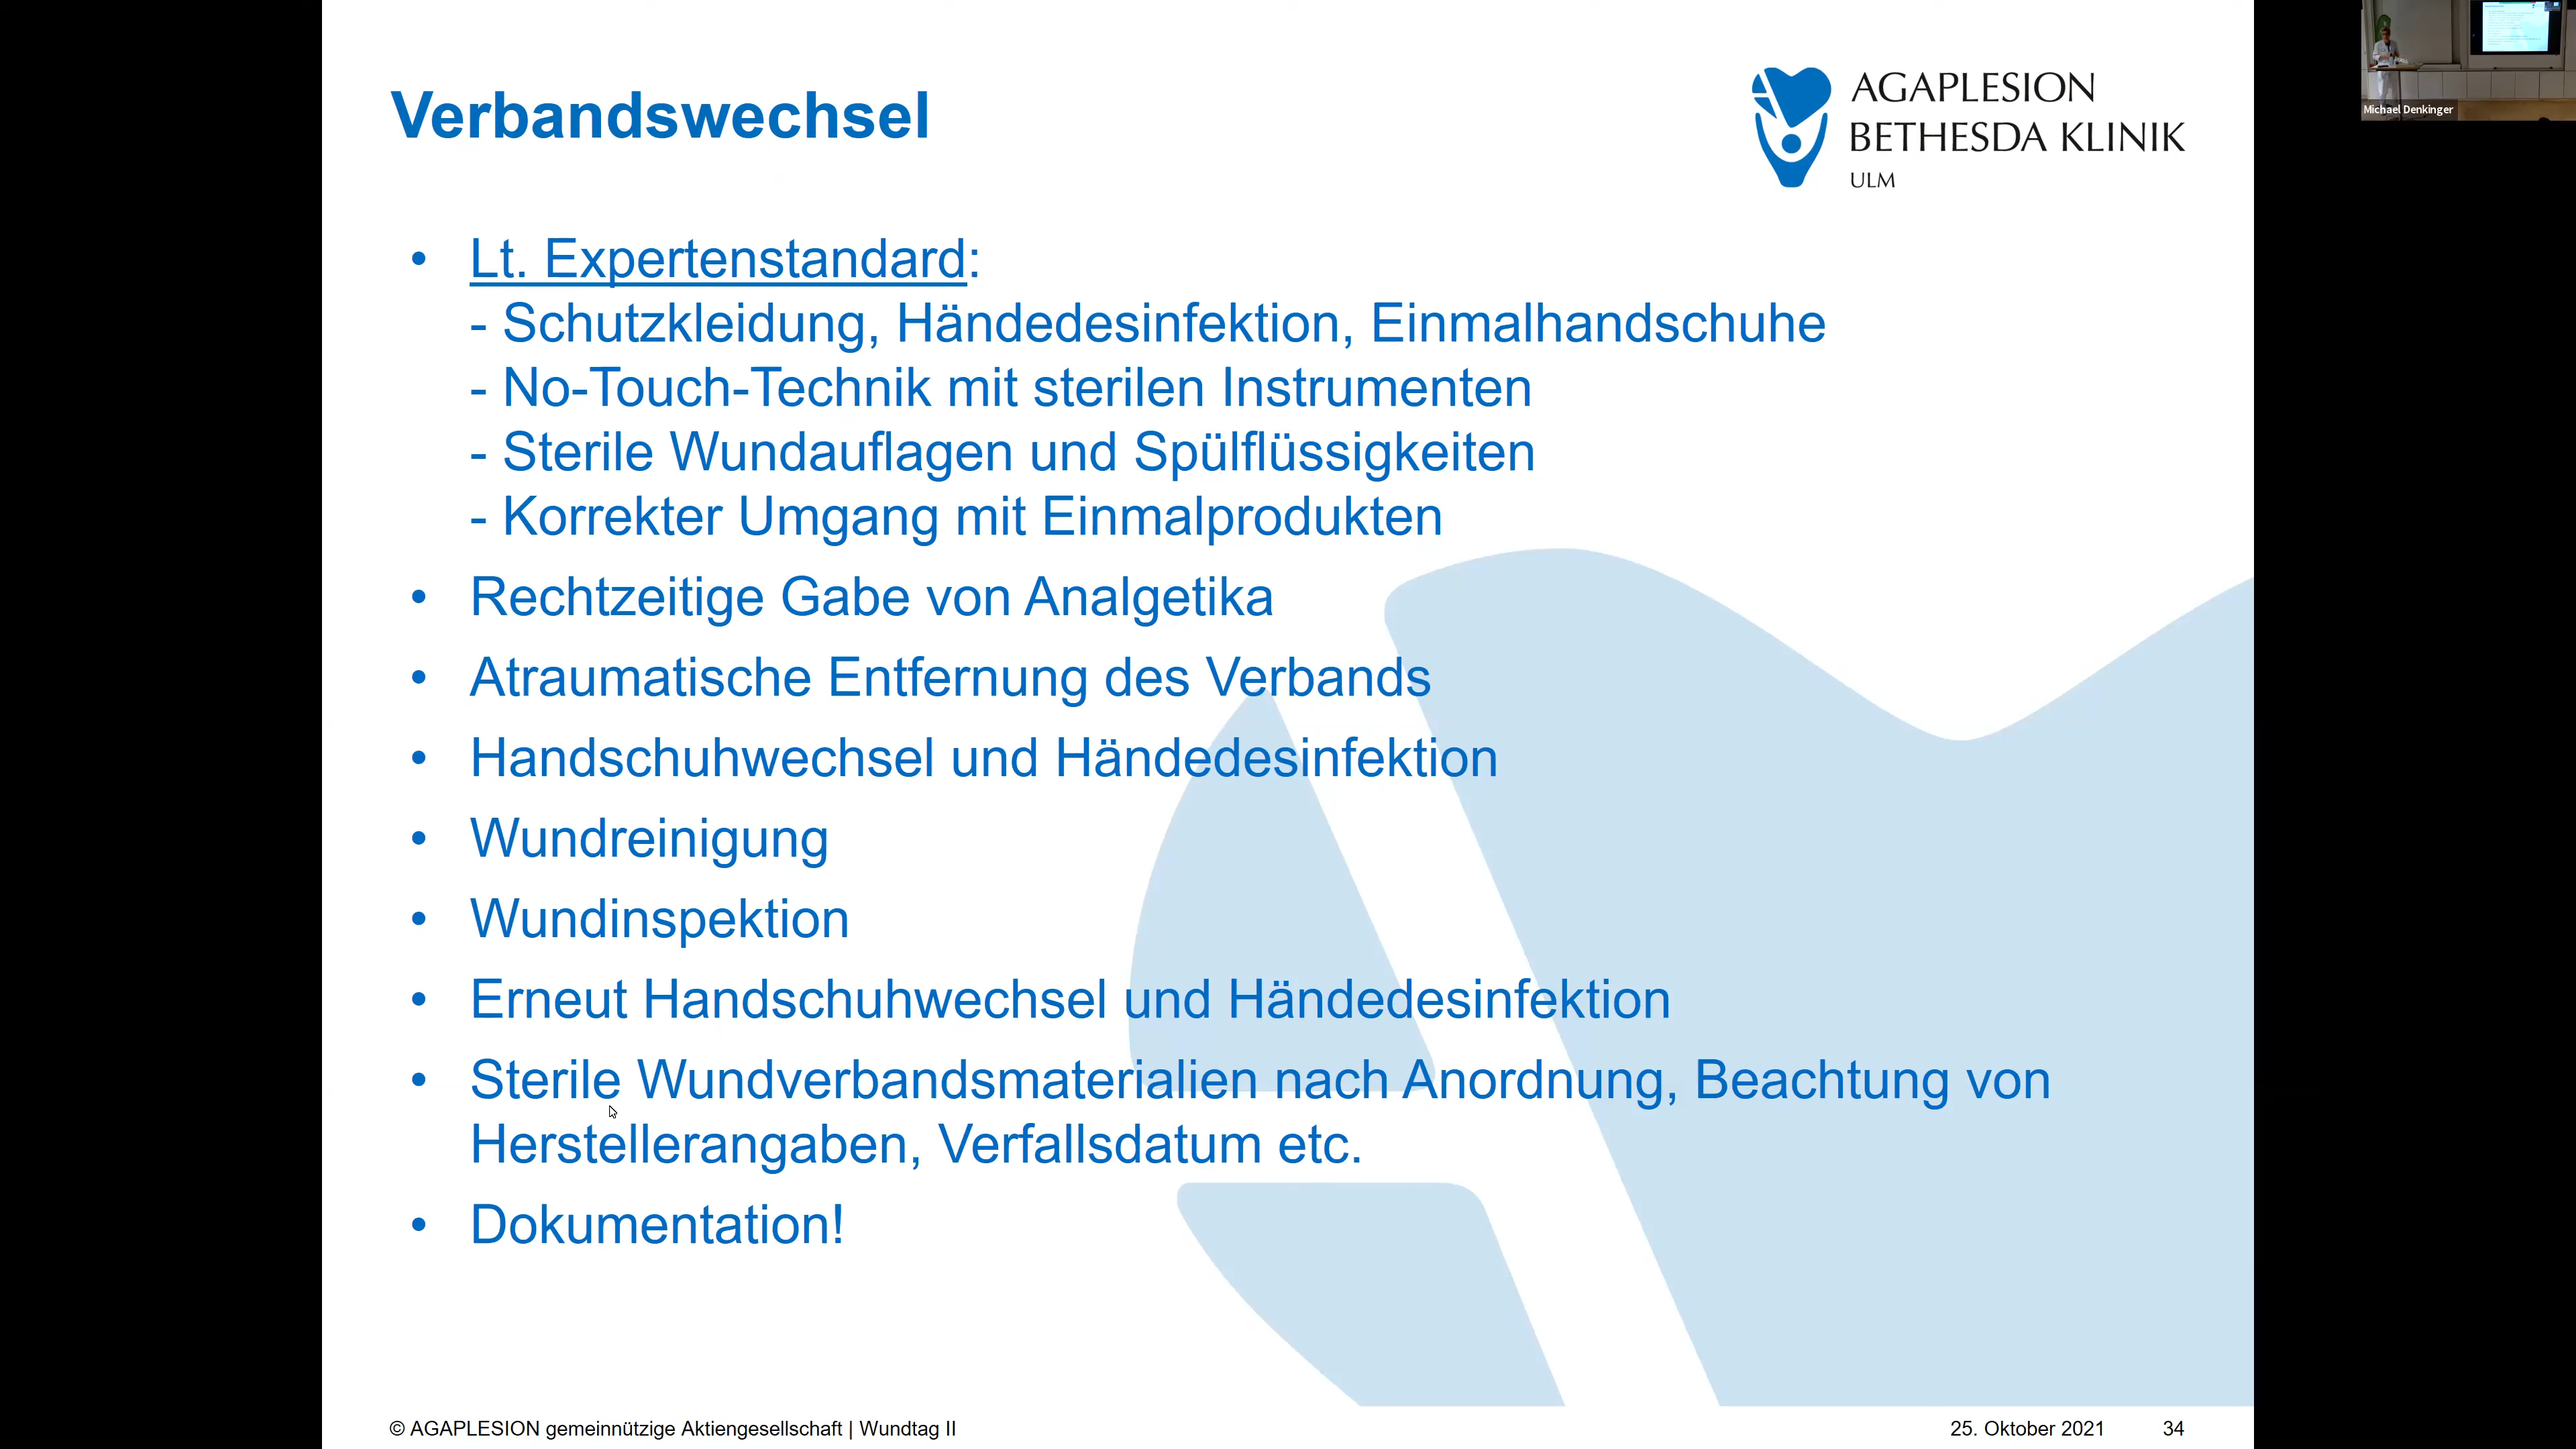 Verbandswechsel
AGAPLESION
BETHESDA KLINIK
ULM
Michael Denkinger
• Lt. Expertenstandard:
- Schutzkleidung, Händedesinfektion, Einmalhandschuhe
- No-Touch-Technik mit sterilen Instrumenten
- Sterile Wundauflagen und Spülflüssigkeiten
- Korrekter Umgang mit Einmalprodukten
• Rechtzeitige Gabe von Analgetika
• Atraumatische Entfernung des Verbands
• Handschuhwechsel und Händedesinfektion
• Wundreinigung
• Wundinspektion
• Erneut Handschuhwechsel und Händedesinfektion
• Sterile Wundverbandsmaterialien nach Anordnung, Beachtung von
Herstellerangaben, Verfallsdatum etc.
• Dokumentation!
© AGAPLESION gemeinnützige Aktiengesellschaft | Wundtag II
25. Oktober 2021
34